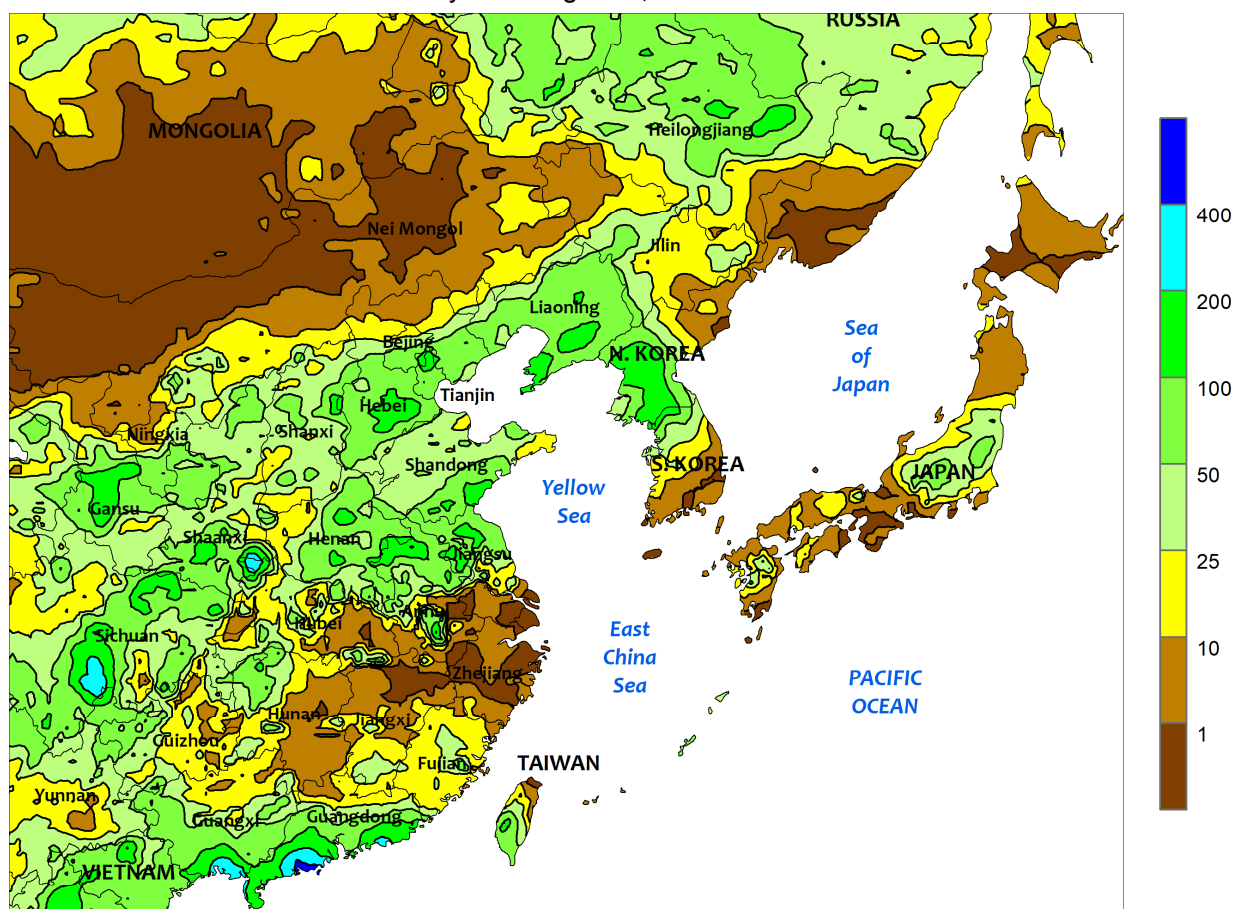 RUSSIA
MONGOLIA
Heilongjiang
Nei Mongol
Jilin
Liaoning
Bejing
N. KOREA
Sea
of
Japan
Tianjin
Hebei
Ningxia
Shanxi
Shandong
S. KOREA
JAPAN
Yellow
Sea
Gansu
Shaanxi
Henan
Jiangsu
Hubei
Sichuan
East
China
Sea
Zhejiang
PACIFIC
OCEAN
Hunan
Jiangxi
Guizhou
Fujian
TAIWAN
Yunnan
Guangxi
Guangdong
VIETNAM
400
200
100
50
25
10
1